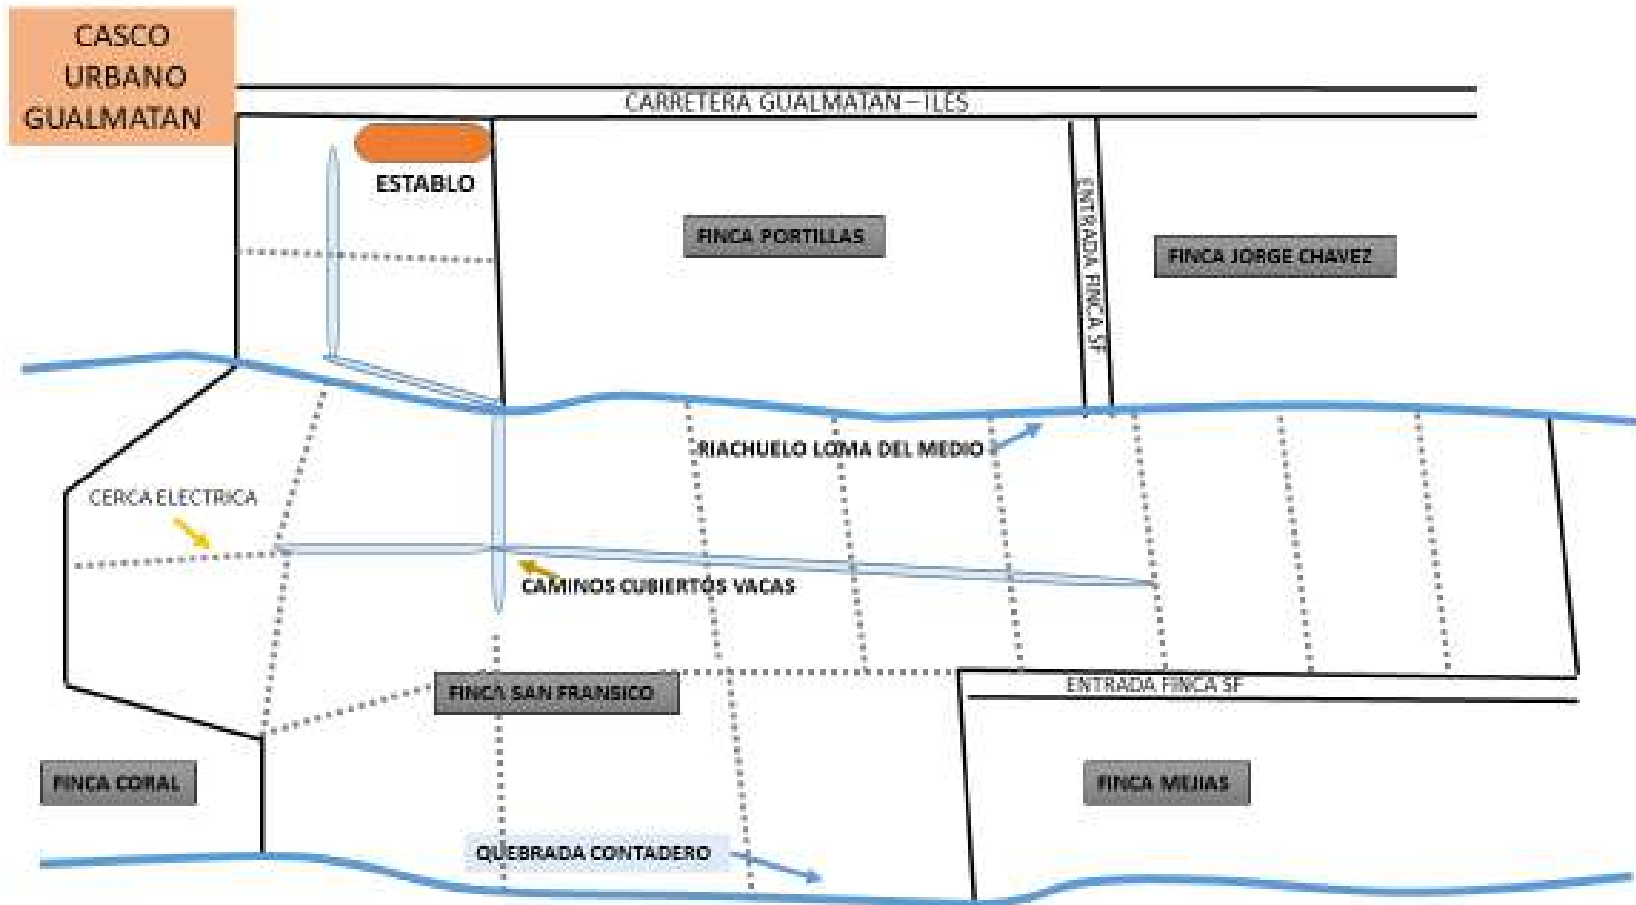 CASCO
URBANO
GUALMATAN
CARRETERA GUALMATAN – ILES
ESTABLO
ENTRADA FINCA SF
FINCA PORTILLAS
FINCA JORGE CHAVEZ
RIACHUELO LOMA DEL MEDIO
CERCA ELECTRICA
CAMINOS CUBIERTOS VACAS
FINCA SAN FRANSICO
ENTRADA FINCA SF
FINCA CORAL
FINCA MEJIAS
QUEBRADA CONTADERO